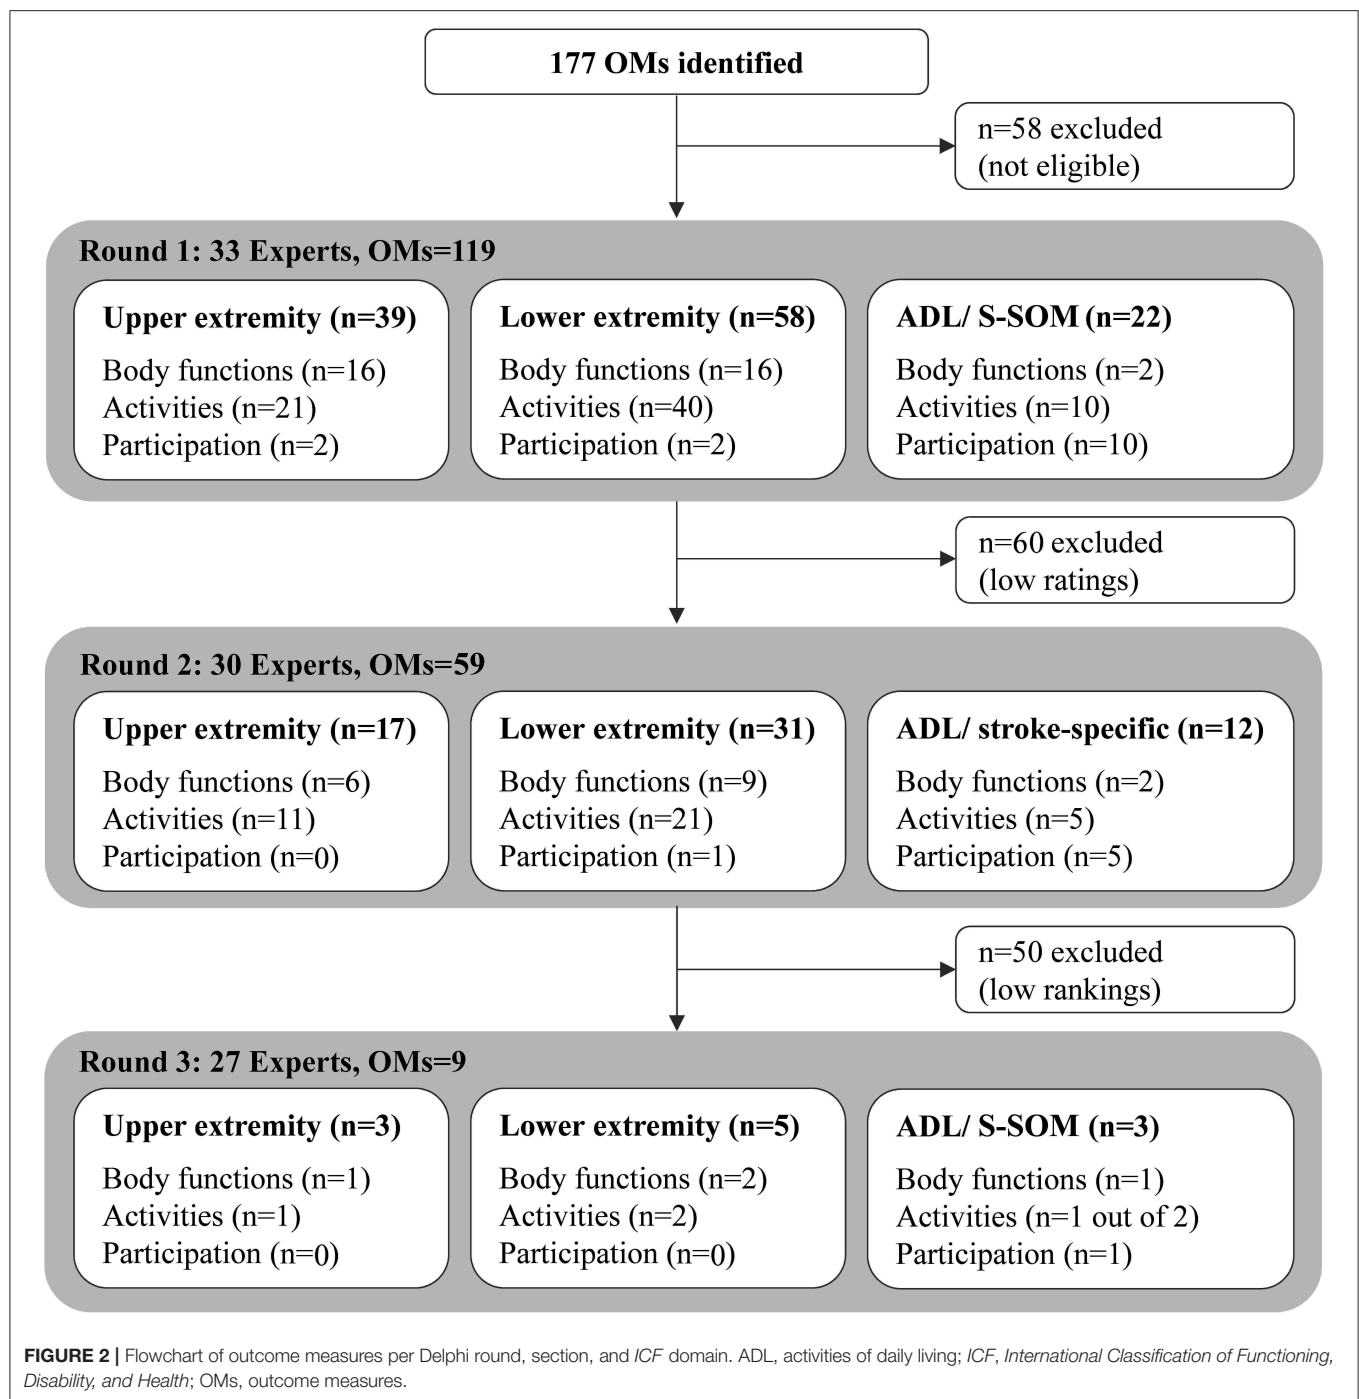 177 OMs identified
n=58 excluded
(not eligible)
Round 1: 33 Experts, OMs=119
Upper extremity (n=39)
Body functions (n=16)
Activities (n=21)
Participation (n=2)
Lower extremity (n=58)
Body functions (n=16)
Activities (n=40)
Participation (n=2)
ADL/ S-SOM (n=22)
Body functions (n=2)
Activities (n=10)
Participation (n=10)
n=60 excluded
(low ratings)
Round 2: 30 Experts, OMs=59
Upper extremity (n=17)
Body functions (n=6)
Activities (n=11)
Participation (n=0)
Lower extremity (n=31)
Body functions (n=9)
Activities (n=21)
Participation (n=1)
ADL/ stroke-specific (n=12)
Body functions (n=2)
Activities (n=5)
Participation (n=5)
n=50 excluded
(low rankings)
Round 3: 27 Experts, OMs=9
Upper extremity (n=3)
Body functions (n=1)
Activities (n=1)
Participation (n=0)
Lower extremity (n=5)
Body functions (n=2)
Activities (n=2)
Participation (n=0)
ADL/ S-SOM (n=3)
Body functions (n=1)
Activities (n=1 out of 2)
Participation (n=1)
FIGURE 2 | Flowchart of outcome measures per Delphi round, section, and ICF domain. ADL, activities of daily living; ICF, International Classification of Functioning,
Disability, and Health; OMs, outcome measures.